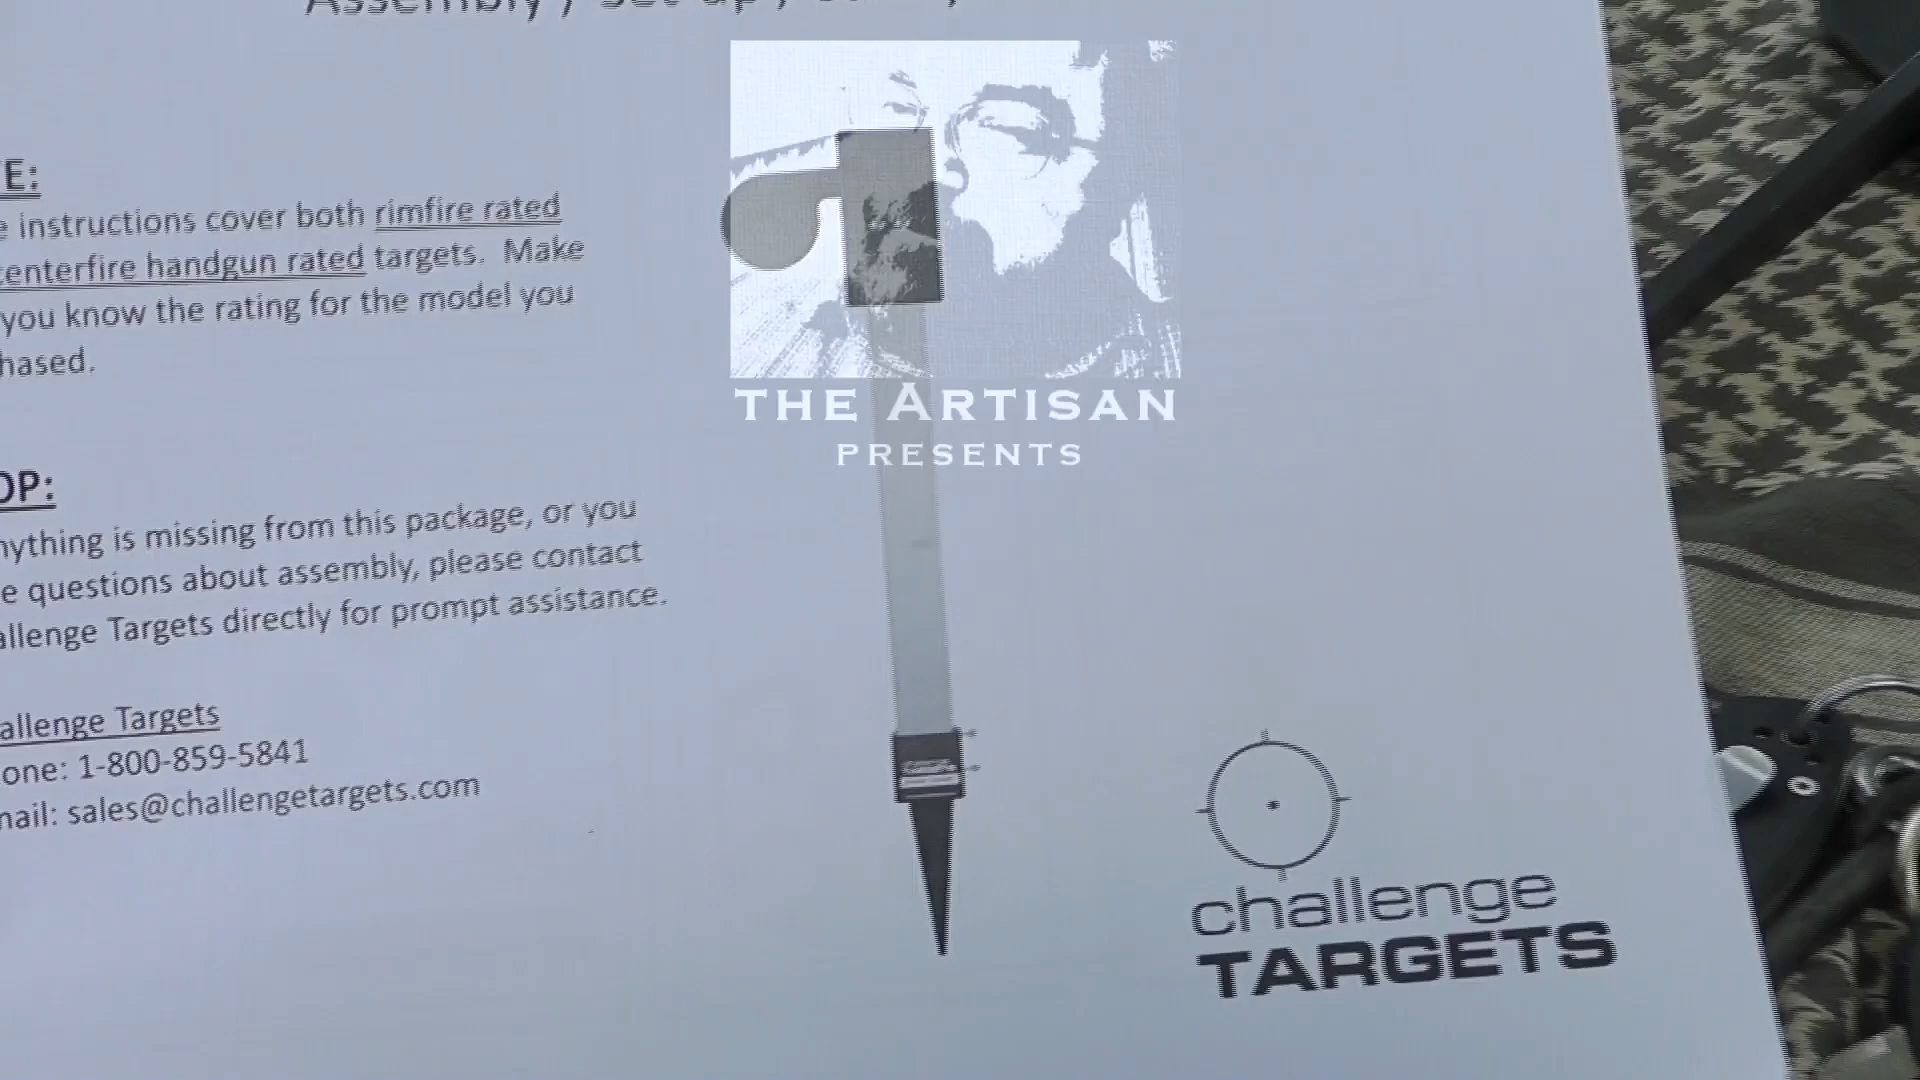 Assembly /
E:
e instructions cover both rimfire rated
centerfire handgun rated targets. Make
you know the rating for the model you
hased.
OP:
nything is missing from this package, or you
e questions about assembly, please contact
allenge Targets directly for prompt assistance.
allenge Targets
one: 1-800-859-5841
mail: sales@challengetargets.com
THE ARTISAN
PRESENTS
challenge
TARGETS